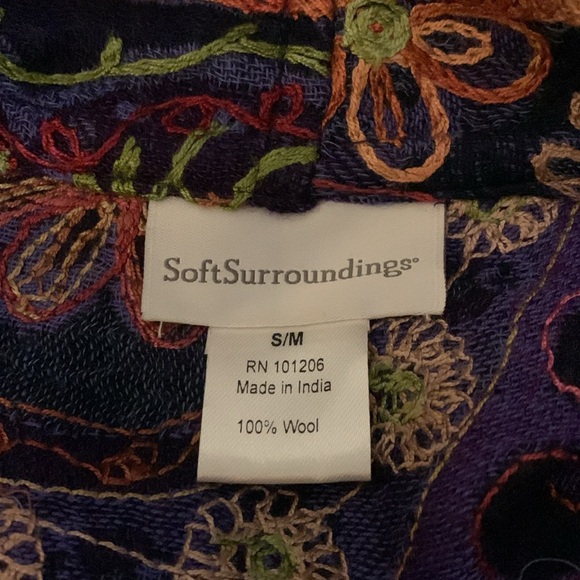 SoftSurroundings®
S/M
RN 101206
Made in India
100% Wool